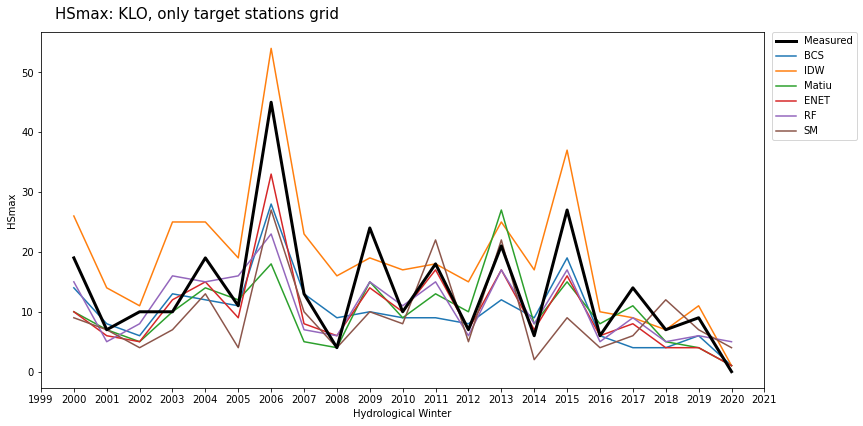 HSmax: KLO, only target stations grid
Measured
BCS
IDW
Matiu
ENET
RF
SM
HSmax
50
40
30
20
10
0
1999 2000 2001 2002 2003 2004 2005 2006 2007 2008 2009 2010 2011 2012 2013 2014 2015 2016 2017 2018 2019 2020 2021
Hydrological Winter